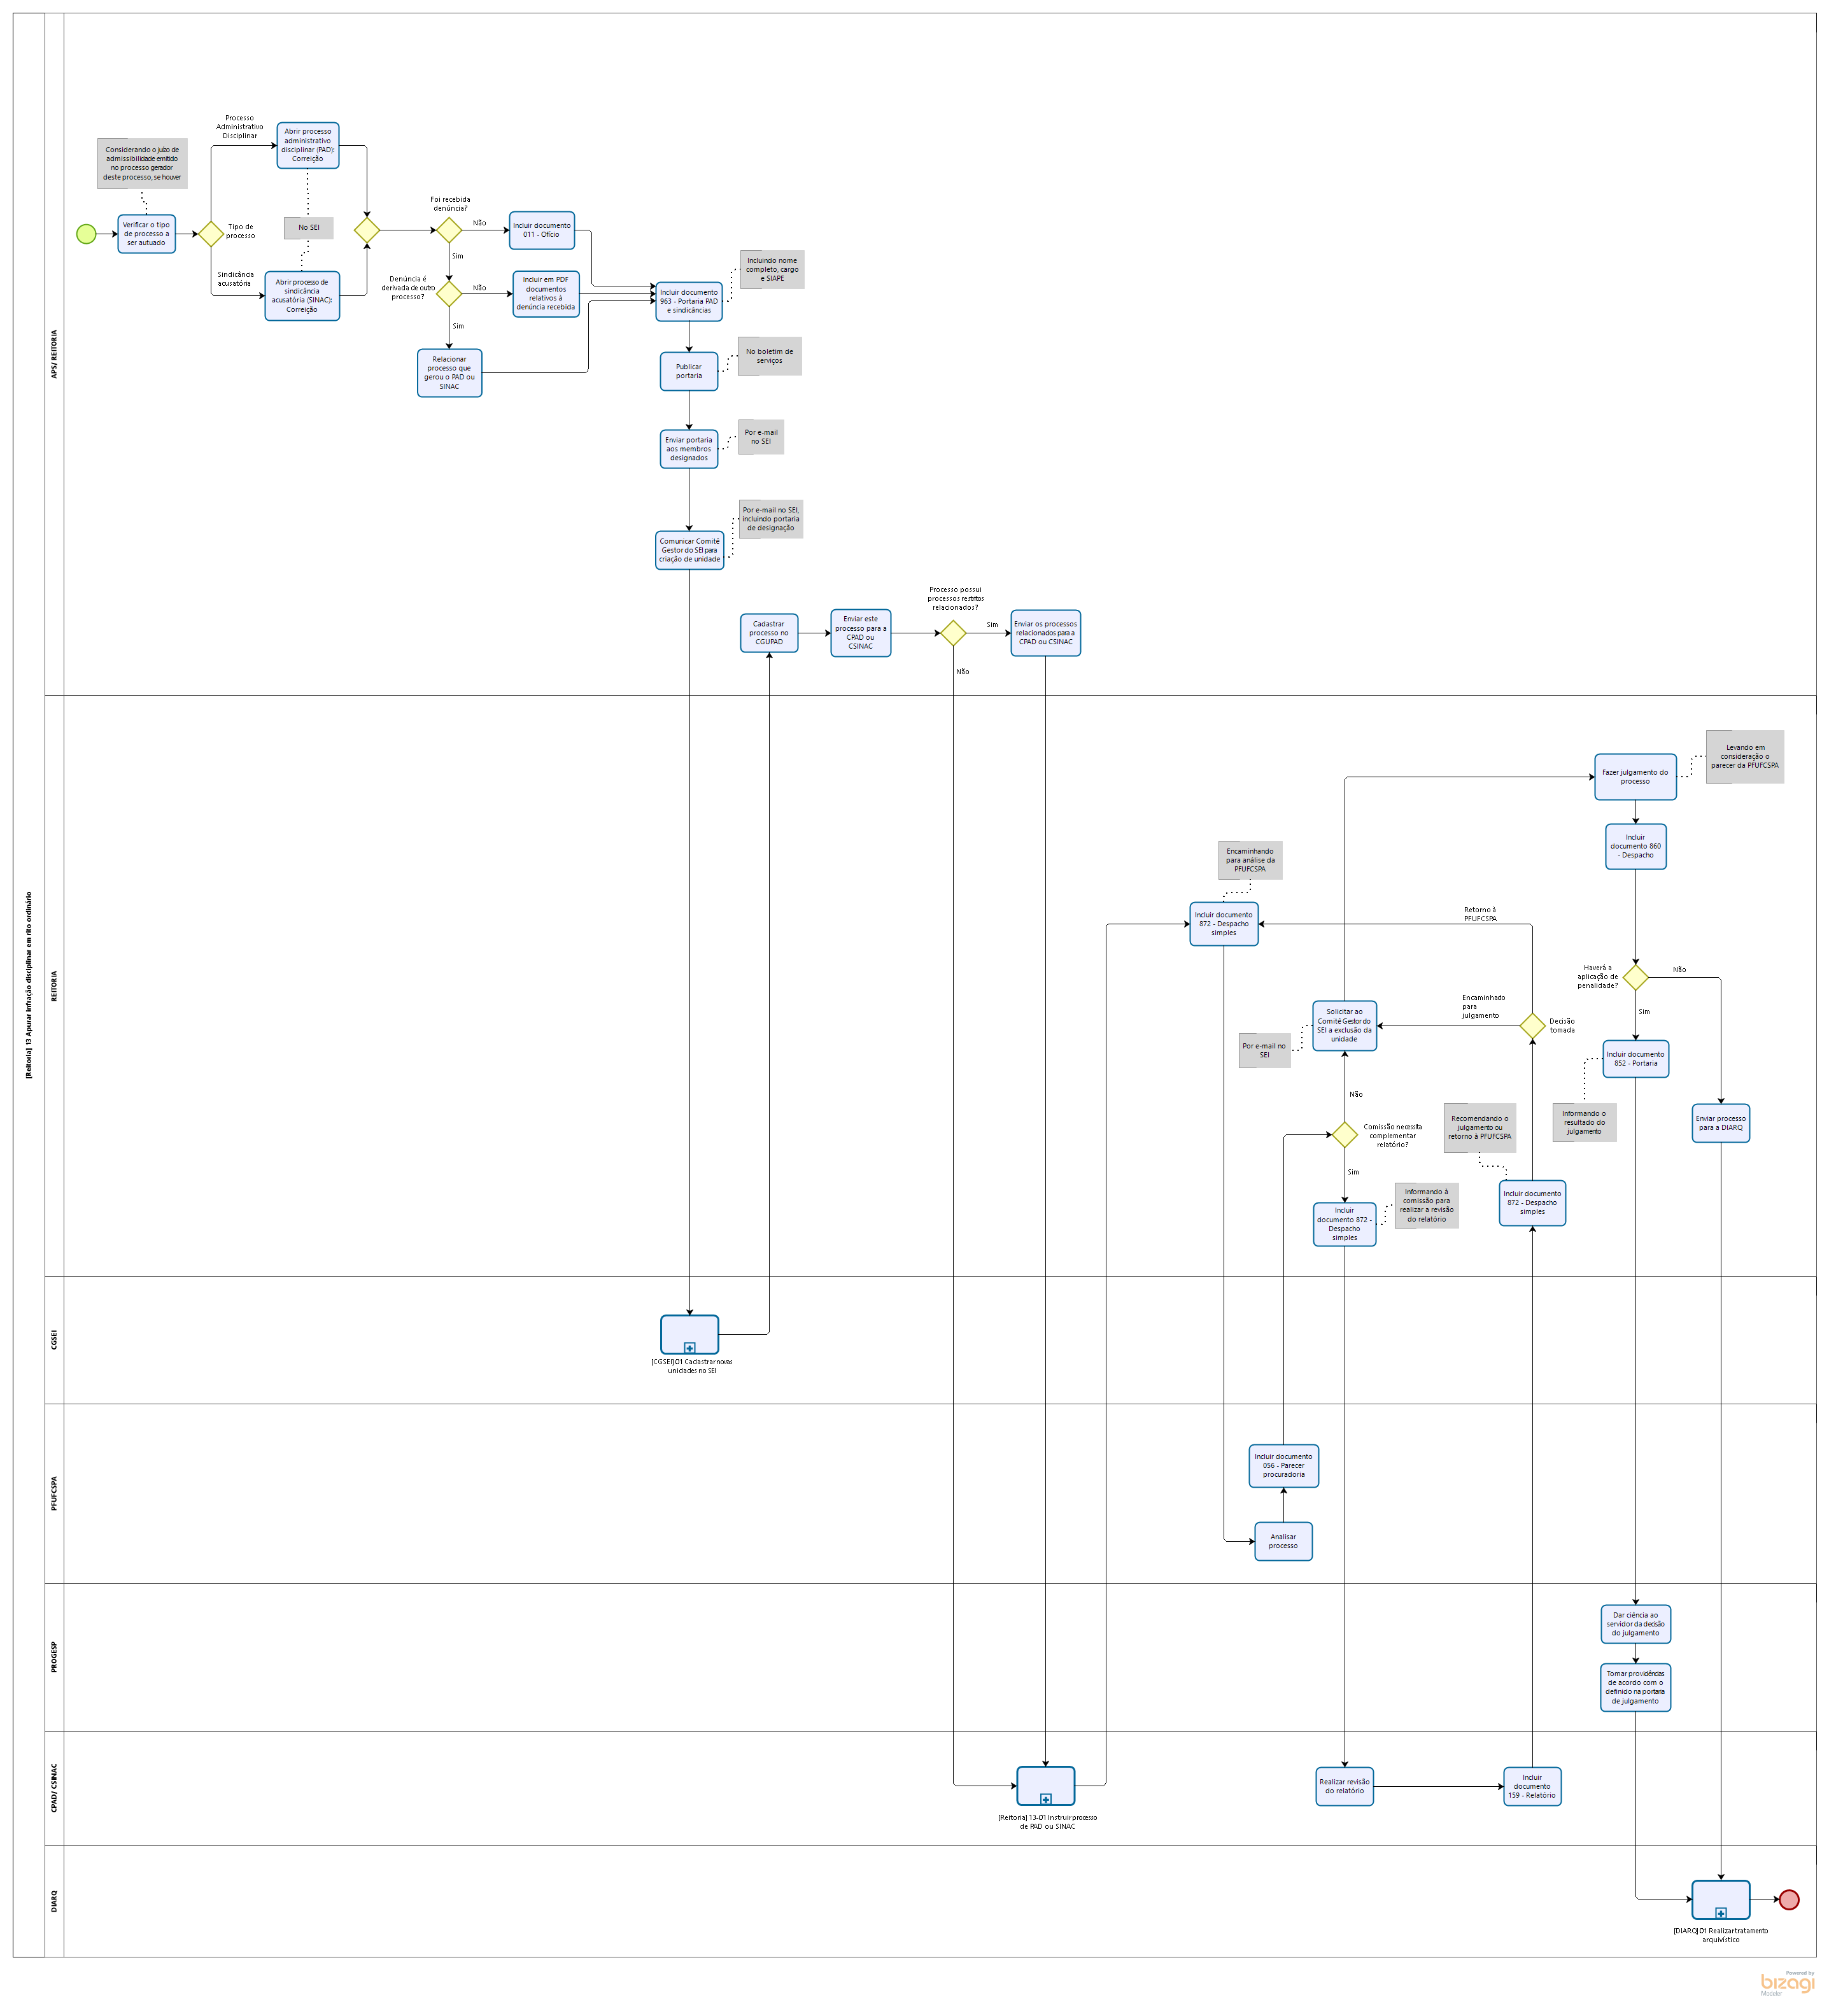 [Reitoria] 13 Apurar infração disciplinar em rito ordinário
APS/ REITORIA
Considerando o juízo de
admissibilidade emitido
no processo gerador
deste processo, se houver
Verificar o tipo
de processo a
ser autuado
Tipo de
processo
Processo
Administrativo
Disciplinar
Sindicância
acusatória
Abrir processo
administrativo
disciplinar (PAD):
Correição
No SEI
Abrir processo de
sindicância
acusatória (SINAC):
Correição
Foi recebida
denúncia?
Não
Sim
Incluir documento
011 - Ofício
Denúncia é
derivada de outro
processo?
Não
Sim
Incluir em PDF
documentos
relativos à
denúncia recebida
Relacionar
processo que
gerou o PAD ou
SINAC
Incluir documento
963 - Portaria PAD
e sindicâncias
Incluindo nome
completo, cargo
e SIAPE
Publicar
portaria
No boletim de
serviços
Enviar portaria
aos membros
designados
Por e-mail
no SEI
Comunicar Comitê
Gestor do SEI para
criação de unidade
Por e-mail no SEI,
incluindo portaria
de designação
Cadastrar
processo no
CGUPAD
Enviar este
processo para a
CPAD ou
CSINAC
Processo possui
processos restritos
relacionados?
Sim
Não
Enviar os processos
relacionados para a
CPAD ou CSINAC
REITORIA
Fazer julgamento do
processo
Levando em
consideração o
parecer da PFUFCSPA
Incluir
documento 860
- Despacho
Encaminhando
para análise da
PFUFCSPA
Incluir documento
872 - Despacho
simples
Retorno à
PFUFCSPA
Haverá a
aplicação de
penalidade?
Não
Sim
Solicitar ao
Comitê Gestor do
SEI a exclusão da
unidade
Por e-mail no
SEI
Encaminhado
para
julgamento
Decisão
tomada
Incluir documento
852 - Portaria
Informando o
resultado do
julgamento
Enviar processo
para a DIARQ
Não
Comissão necessita
complementar
relatório?
Sim
Recomendando o
julgamento ou
retorno à PFUFCSPA
Incluir documento
872 - Despacho
simples
Incluir
documento 872 -
Despacho
simples
Informando à
comissão para
realizar a revisão
do relatório
CGSEI
[CGSEI] 01 Cadastrar novas
unidades no SEI
PFUFCSPA
Incluir documento
056 - Parecer
procuradoria
Analisar
processo
PROGESP
Dar ciência ao
servidor da decisão
do julgamento
Tomar providências
de acordo com o
definido na portaria
de julgamento
CPAD/ CSINAC
[Reitoria] 13-01 Instruir processo
de PAD ou SINAC
Realizar revisão
do relatório
Incluir
documento
159 - Relatório
DIARQ
[DIARQ] 01 Realizar tratamento
arquivístico
Powered by
bizagi
Modeler